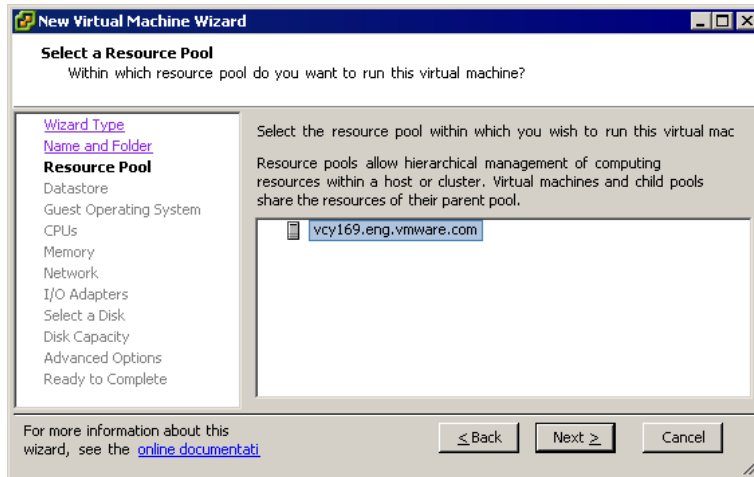 New Virtual Machine Wizard
Select a Resource Pool
Within which resource pool do you want to run this virtual machine?
Wizard Type
Name and Folder
Resource Pool
Datastore
Guest Operating System
CPUs
Memory
Network
I/O Adapters
Select a Disk
Disk Capacity
Advanced Options
Ready to Complete
Select the resource pool within which you wish to run this virtual mac
Resource pools allow hierarchical management of computing
resources within a host or cluster. Virtual machines and child pools
share the resources of their parent pool.
vcy169.eng.vmware.com
For more information about this
wizard, see the online documentati
< Back
Next >
Cancel